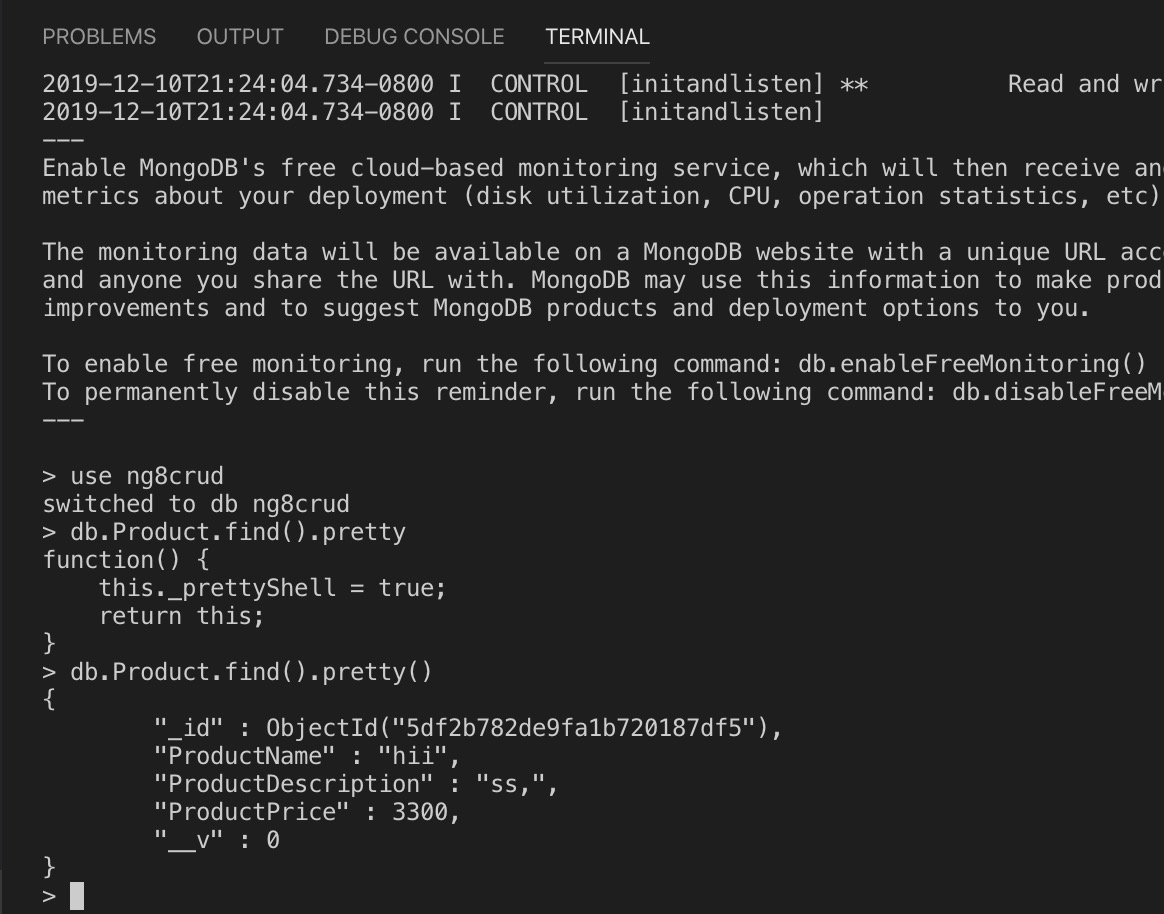 PROBLEMS OUTPUT DEBUG CONSOLE TERMINAL
2019-12-10T21:24:04.734-0800 I  CONTROL  [initandlisten] **          Read and wr
2019-12-10T21:24:04.734-0800 I  CONTROL  [initandlisten]
---
Enable MongoDB's free cloud-based monitoring service, which will then receive an
metrics about your deployment (disk utilization, CPU, operation statistics, etc)
The monitoring data will be available on a MongoDB website with a unique URL acc
and anyone you share the URL with. MongoDB may use this information to make prod
improvements and to suggest MongoDB products and deployment options to you.
To enable free monitoring, run the following command: db.enableFreeMonitoring()
To permanently disable this reminder, run the following command: db.disableFreeM
---
> use ng8crud
switched to db ng8crud
> db.Product.find().pretty
function() {
    this._prettyShell = true;
    return this;
}
> db.Product.find().pretty()
{
        "_id" : ObjectId("5df2b782de9fa1b720187df5"),
        "ProductName" : "hii",
        "ProductDescription" : "ss,",
        "ProductPrice" : 3300,
        "__v" : 0
}
>